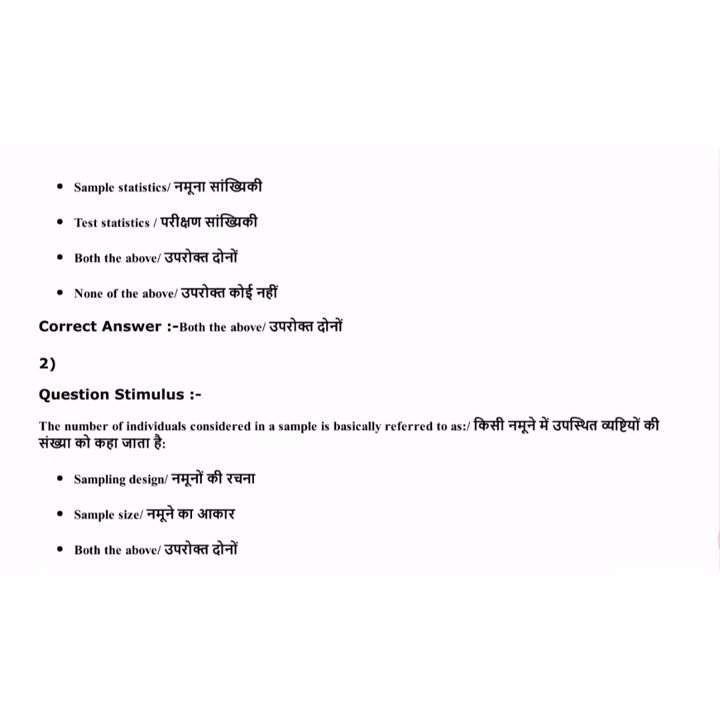 • Sample statistics/ नमूना सांख्यिकी
• Test statistics / परीक्षण सांख्यिकी
• Both the above/ उपरोक्त दोनों
• None of the above/ उपरोक्त कोई नहीं
Correct Answer :-Both the above/ उपरोक्त दोनों
2)
Question Stimulus :-
The number of individuals considered in a sample is basically referred to as:/ किसी नमूने में उपस्थित व्यष्टियों की
संख्या को कहा जाता है:
• Sampling design/ नमूनों की रचना
• Sample size/ नमूने का आकार
• Both the above/ उपरोक्त दोनों